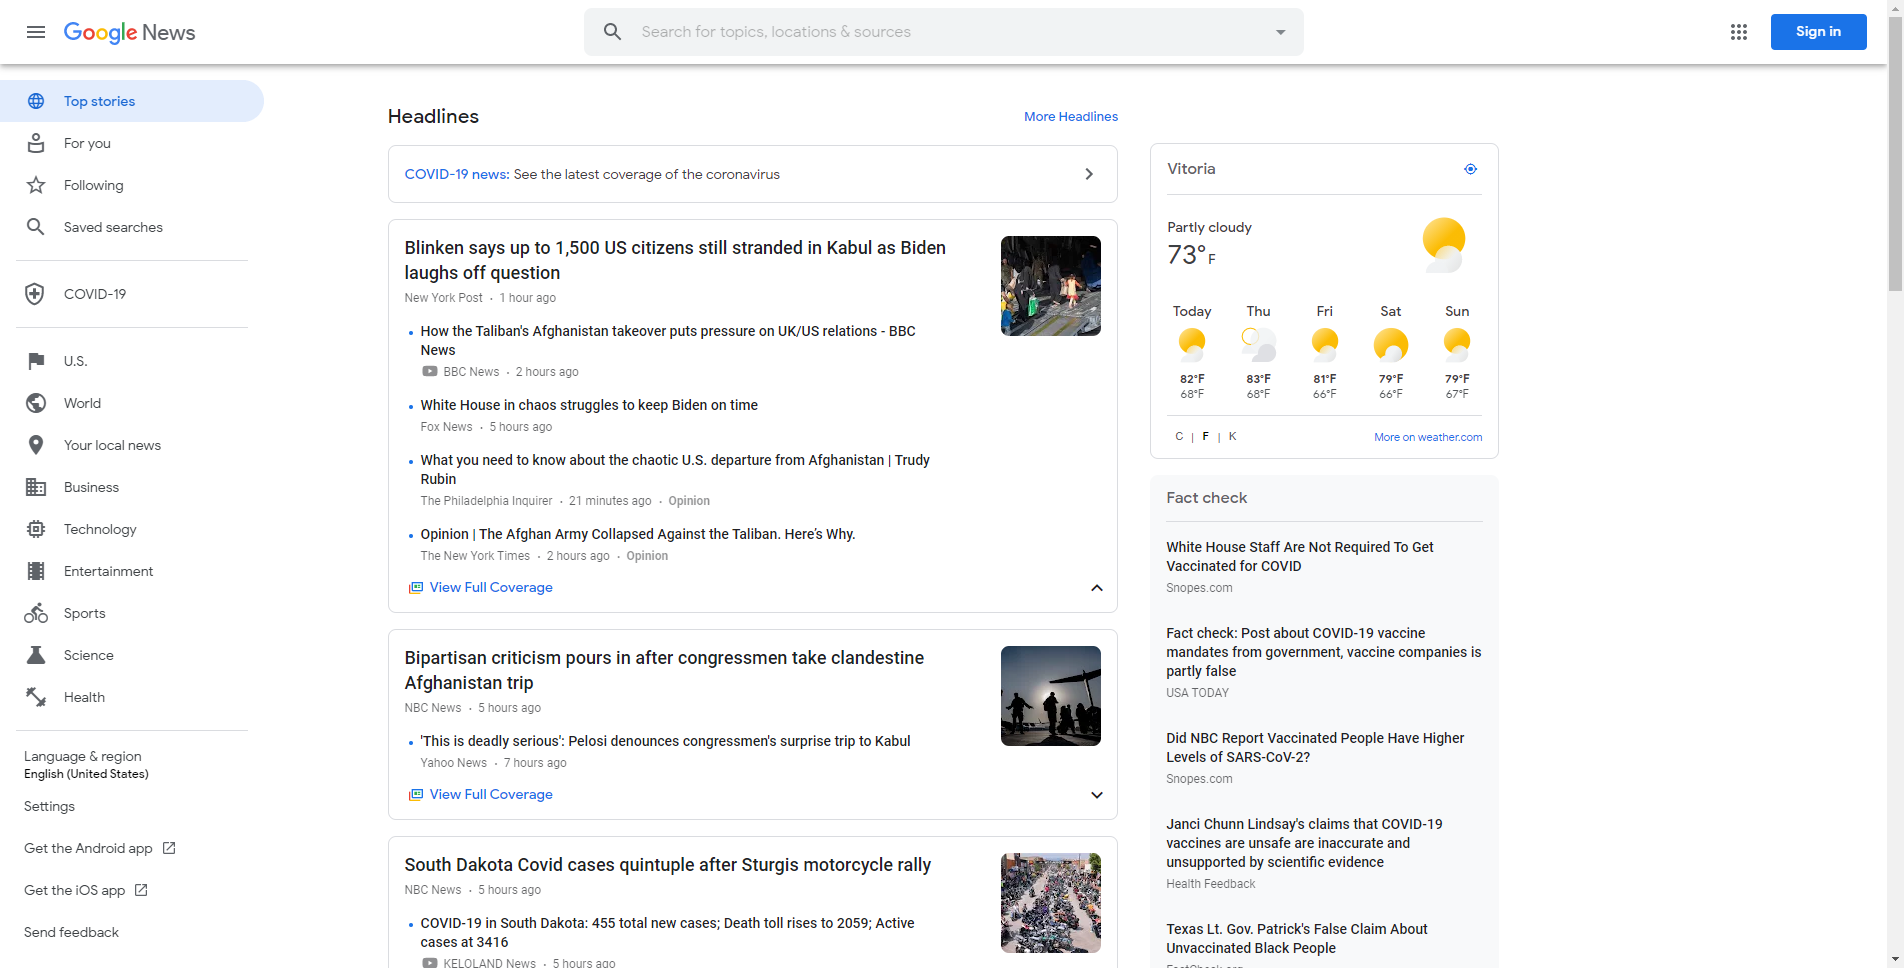 Google News
Search for topics, locations & sources
Sign in
Top stories
For you
Following
Saved searches
COVID-19
U.S.
World
Your local news
Business
Technology
Entertainment
Sports
Science
Health
Language & region
English (United States)
Settings
Get the Android app
Get the iOS app
Send feedback
Headlines
More Headlines
COVID-19 news: See the latest coverage of the coronavirus
Blinken says up to 1,500 US citizens still stranded in Kabul as Biden
laughs off question
New York Post · 1 hour ago
How the Taliban's Afghanistan takeover puts pressure on UK/US relations - BBC
News
BBC News · 2 hours ago
White House in chaos struggles to keep Biden on time
Fox News · 5 hours ago
What you need to know about the chaotic U.S. departure from Afghanistan | Trudy
Rubin
The Philadelphia Inquirer · 21 minutes ago · Opinion
Opinion | The Afghan Army Collapsed Against the Taliban. Here’s Why.
The New York Times · 2 hours ago · Opinion
View Full Coverage
Bipartisan criticism pours in after congressmen take clandestine
Afghanistan trip
NBC News · 5 hours ago
'This is deadly serious': Pelosi denounces congressmen's surprise trip to Kabul
Yahoo News · 7 hours ago
View Full Coverage
South Dakota Covid cases quintuple after Sturgis motorcycle rally
NBC News · 5 hours ago
COVID-19 in South Dakota: 455 total new cases; Death toll rises to 2059; Active
cases at 3416
KELOLAND News · 5 hours ago
Vitoria
Partly cloudy
73° F
Today Thu Fri Sat Sun
82°F 83°F 81°F 79°F 79°F
68°F 68°F 66°F 66°F 67°F
C | F | K
More on weather.com
Fact check
White House Staff Are Not Required To Get
Vaccinated for COVID
Snopes.com
Fact check: Post about COVID-19 vaccine
mandates from government, vaccine companies is
partly false
USA TODAY
Did NBC Report Vaccinated People Have Higher
Levels of SARS-CoV-2?
Snopes.com
Janci Chunn Lindsay's claims that COVID-19
vaccines are unsafe are inaccurate and
unsupported by scientific evidence
Health Feedback
Texas Lt. Gov. Patrick's False Claim About
Unvaccinated Black People
FactCheck.org